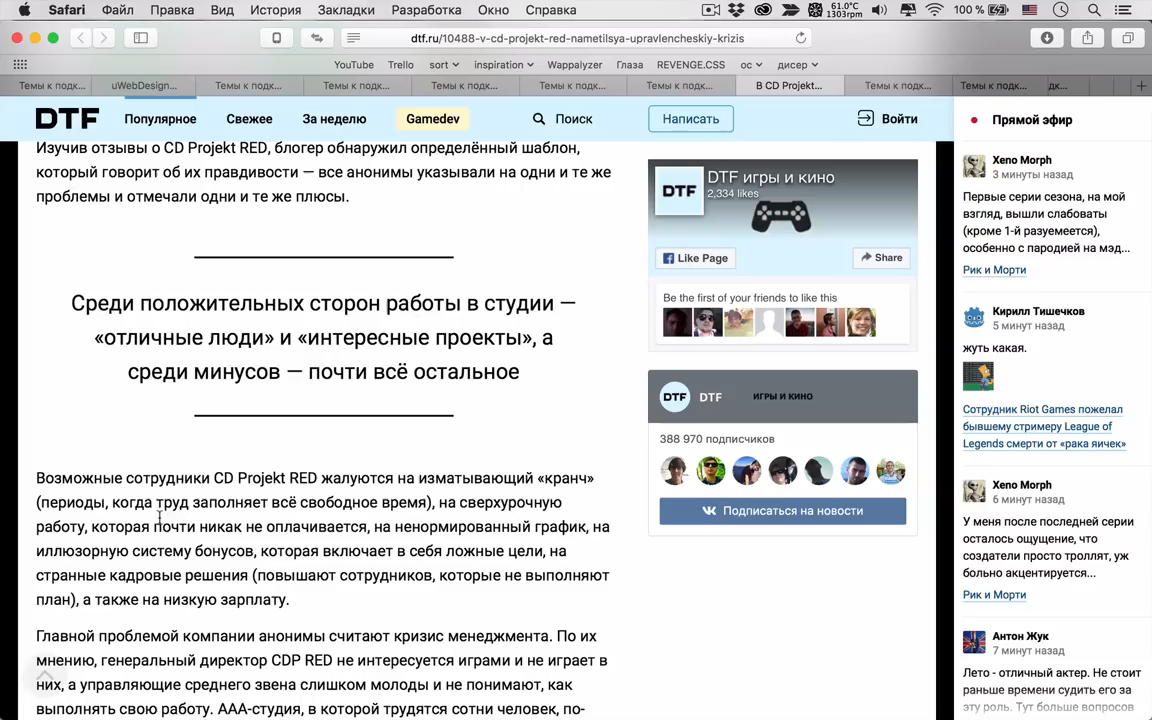 Safari Файл Правка Вид История Закладки Разработка Окно Справка
61.0°C
1303rpm
100 %
dtf.ru/10488-v-cd-projekt-red-nametilsya-upravlencheskiy-krizis
YouTube Trello sort inspiration Wappalyzer Глаза REVENGE.CSS ос дисер
Темы к подк... uWebDesign... Темы к подк... Темы к подк... Темы к подк... Темы к подк... Темы к подк... В CD Projekt... Темы к подк... Темы к подк... дк...
DTF Популярное Свежее За неделю Gamedev Поиск Написать Войти
Изучив отзывы о CD Projekt RED, блогер обнаружил определённый шаблон,
который говорит об их правдивости — все анонимы указывали на одни и те же
проблемы и отмечали одни и те же плюсы.
Среди положительных сторон работы в студии —
«отличные люди» и «интересные проекты», а
среди минусов — почти всё остальное
Возможные сотрудники CD Projekt RED жалуются на изматывающий «кранч»
(периоды, когда труд заполняет всё свободное время), на сверхурочную
работу, которая почти никак не оплачивается, на ненормированный график, на
иллюзорную систему бонусов, которая включает в себя ложные цели, на
странные кадровые решения (повышают сотрудников, которые не выполняют
план), а также на низкую зарплату.
Главной проблемой компании анонимы считают кризис менеджмента. По их
мнению, генеральный директор CDP RED не интересуется играми и не играет в
них, а управляющие среднего звена слишком молоды и не понимают, как
выполнять свою работу. ААА-студия, в которой трудятся сотни человек, по-
DTF
DTF игры и кино
2,334 likes
Like Page
Share
Be the first of your friends to like this
DTF
DTF
ИГРЫ И КИНО
388 970 подписчиков
Подписаться на новости
Прямой эфир
Xeno Morph
3 минуты назад
Первые серии сезона, на мой
взгляд, вышли слабоваты
(кроме 1-й разуемеется),
особенно с пародией на мэд...
Рик и Морти
Кирилл Тишечков
5 минут назад
жуть какая.
Сотрудник Riot Games пожелал
бывшему стримеру League of
Legends смерти от «рака яичек»
Xeno Morph
6 минут назад
У меня после последней серии
осталось ощущение, что
создатели просто троллят, уж
больно акцентируется...
Рик и Морти
Антон Жук
7 минут назад
Лето - отличный актер. Не стоит
раньше времени судить его за
эту роль. Тут больше вопросов